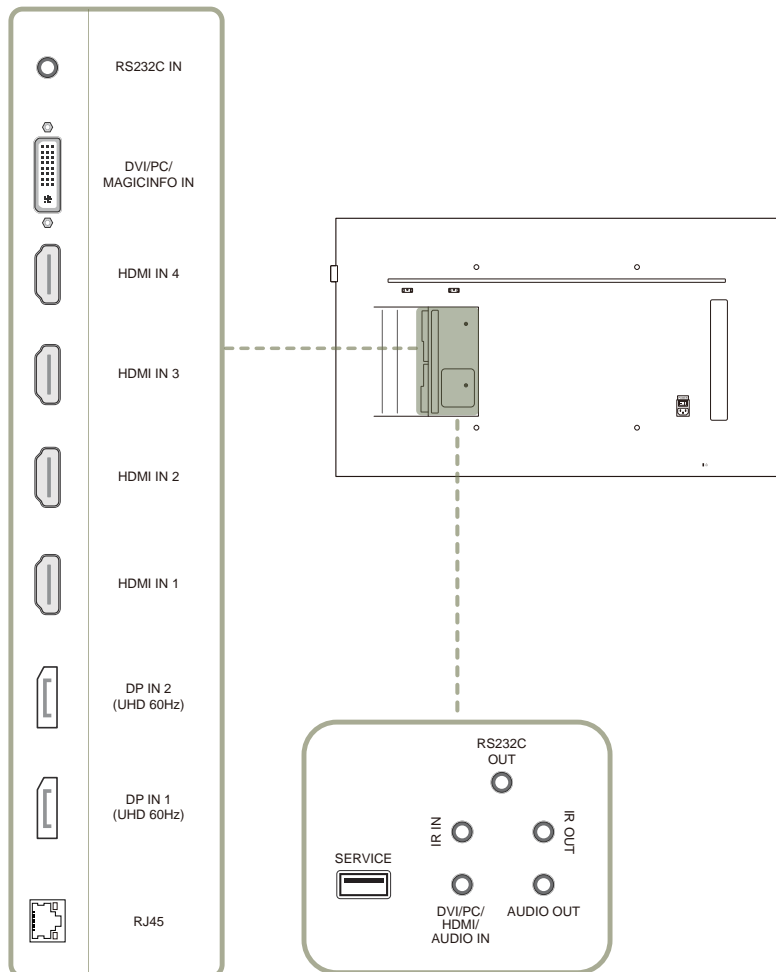 RS232C IN
DVI/PC/
MAGICINFO IN
HDMI IN 4
HDMI IN 3
HDMI IN 2
HDMI IN 1
DP IN 2
(UHD 60Hz)
DP IN 1
(UHD 60Hz)
RJ45
RS232C
OUT
IR IN
IR OUT
SERVICE
DVI/PC/
HDMI/
AUDIO IN
AUDIO OUT